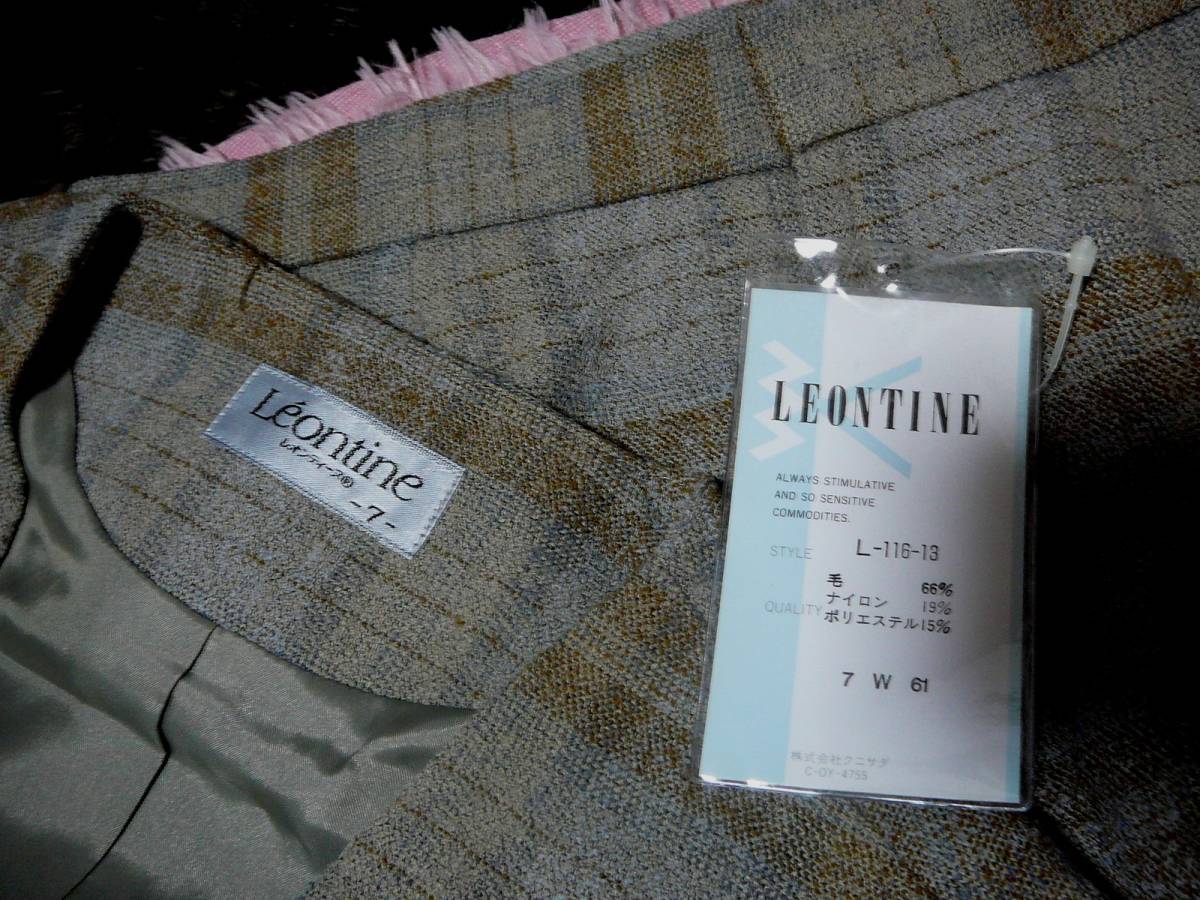 Léontine
レオンティーヌ®
-7-
LEONTINE
ALWAYS STIMULATIVE
AND SO SENSITIVE
COMMODITIES.
STYLE L-116-13
毛 66%
ナイロン 19%
QUALITY ポリエステル 15%
7 W 61
株式会社クニサダ
C-OY-4755